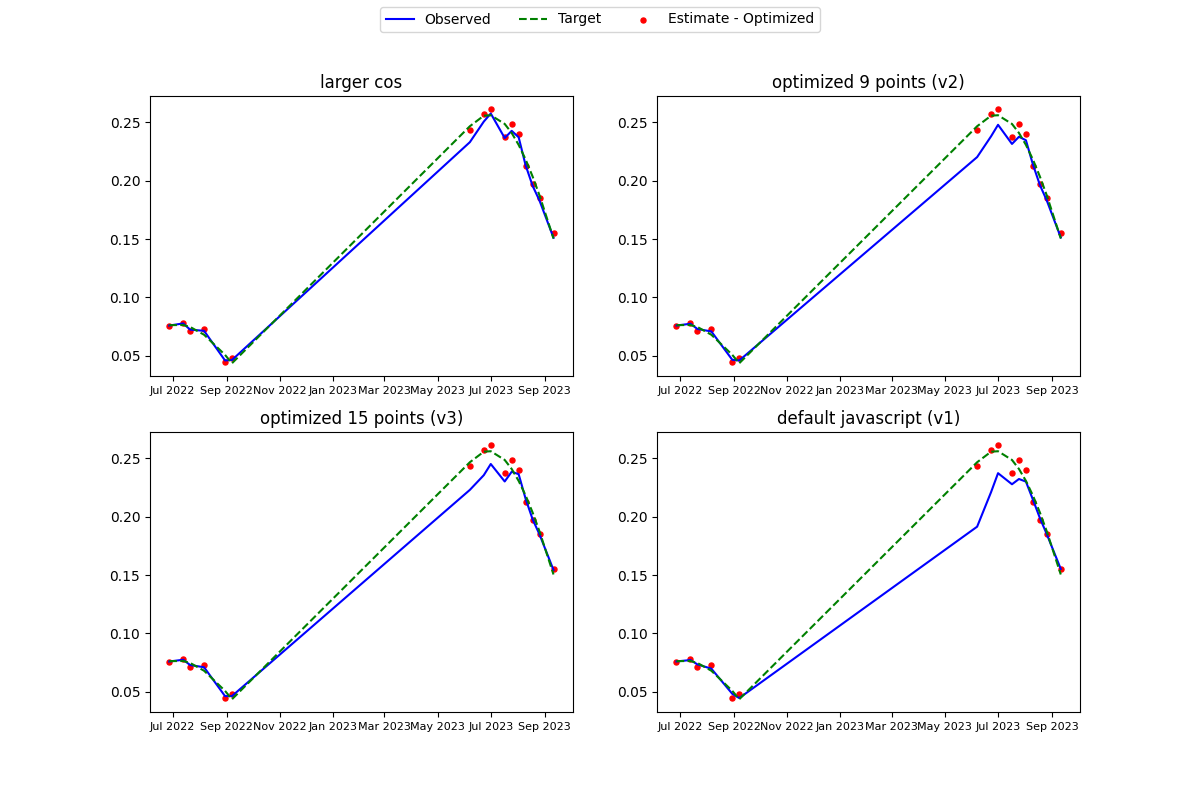 Observed Target Estimate - Optimized
larger cos
0.25
0.20
0.15
0.10
0.05
Jul 2022 Sep 2022 Nov 2022 Jan 2023 Mar 2023 May 2023 Jul 2023 Sep 2023
optimized 9 points (v2)
0.25
0.20
0.15
0.10
0.05
Jul 2022 Sep 2022 Nov 2022 Jan 2023 Mar 2023 May 2023 Jul 2023 Sep 2023
optimized 15 points (v3)
0.25
0.20
0.15
0.10
0.05
Jul 2022 Sep 2022 Nov 2022 Jan 2023 Mar 2023 May 2023 Jul 2023 Sep 2023
default javascript (v1)
0.25
0.20
0.15
0.10
0.05
Jul 2022 Sep 2022 Nov 2022 Jan 2023 Mar 2023 May 2023 Jul 2023 Sep 2023